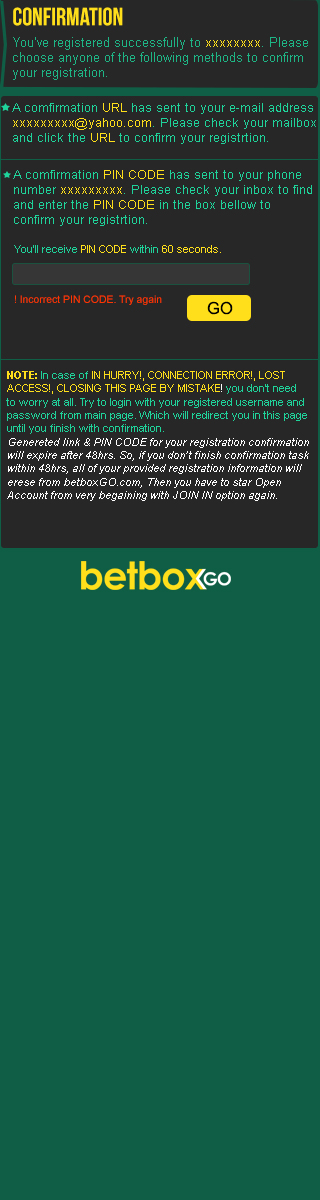 CONFIRMATION
You've registered successfully to xxxxxxxx. Please
choose anyone of the following methods to confirm
your registration.
A comfirmation URL has sent to your e-mail address
xxxxxxxxx@yahoo.com. Please check your mailbox
and click the URL to confirm your registrtion.
A comfirmation PIN CODE has sent to your phone
number xxxxxxxxx. Please check your inbox to find
and enter the PIN CODE in the box bellow to
confirm your registrtion.
You'll receive PIN CODE within 60 seconds.
! Incorrect PIN CODE. Try again
GO
NOTE: In case of IN HURRY!, CONNECTION ERROR!, LOST
ACCESS!, CLOSING THIS PAGE BY MISTAKE! you don't need
to worry at all. Try to login with your registered username and
password from main page. Which will redirect you in this page
until you finish with confirmation.
Genereted link & PIN CODE for your registration confirmation
will expire after 48hrs. So, if you don't finish confirmation task
within 48hrs, all of your provided registration information will
erese from betboxGO.com, Then you have to star Open
Account from very begaining with JOIN IN option again.
betboxGO